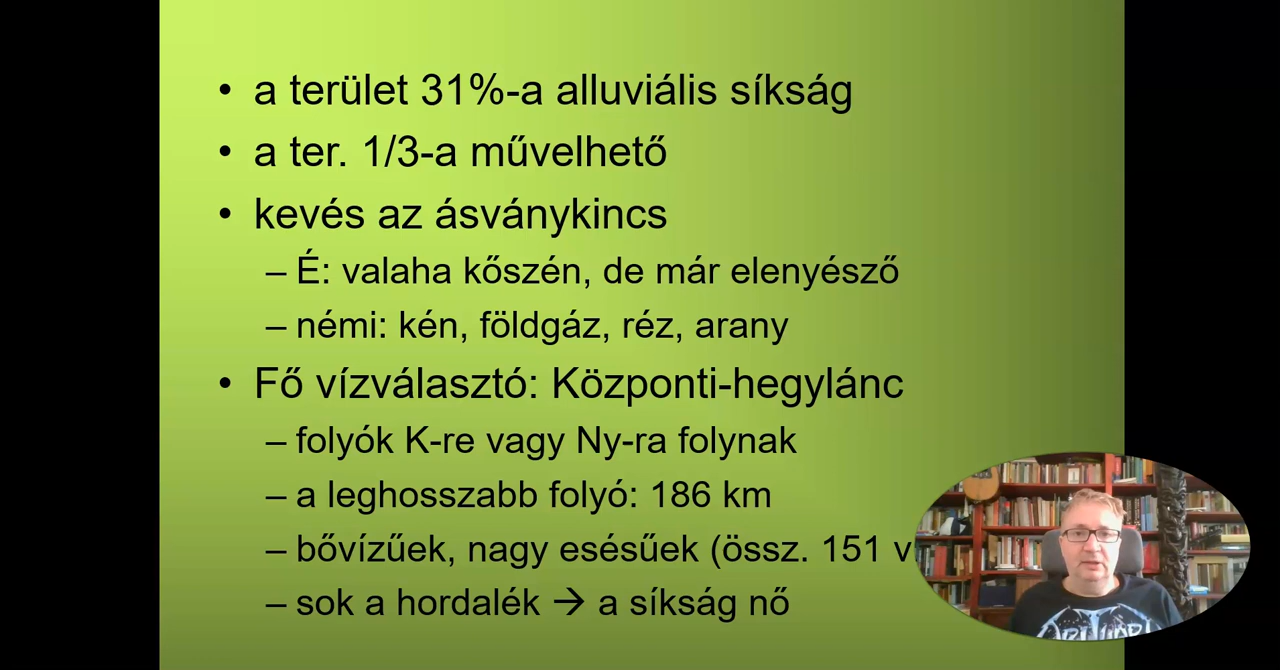 • a terület 31%-a alluviális síkság
• a ter. 1/3-a művelhető
• kevés az ásványkincs
– É: valaha kőszén, de már elenyésző
– némi: kén, földgáz, réz, arany
• Fő vízválasztó: Központi-hegylánc
– folyók K-re vagy Ny-ra folynak
– a leghosszabb folyó: 186 km
– bővízűek, nagy esésűek (össz. 151 v
– sok a hordalék → a síkság nő